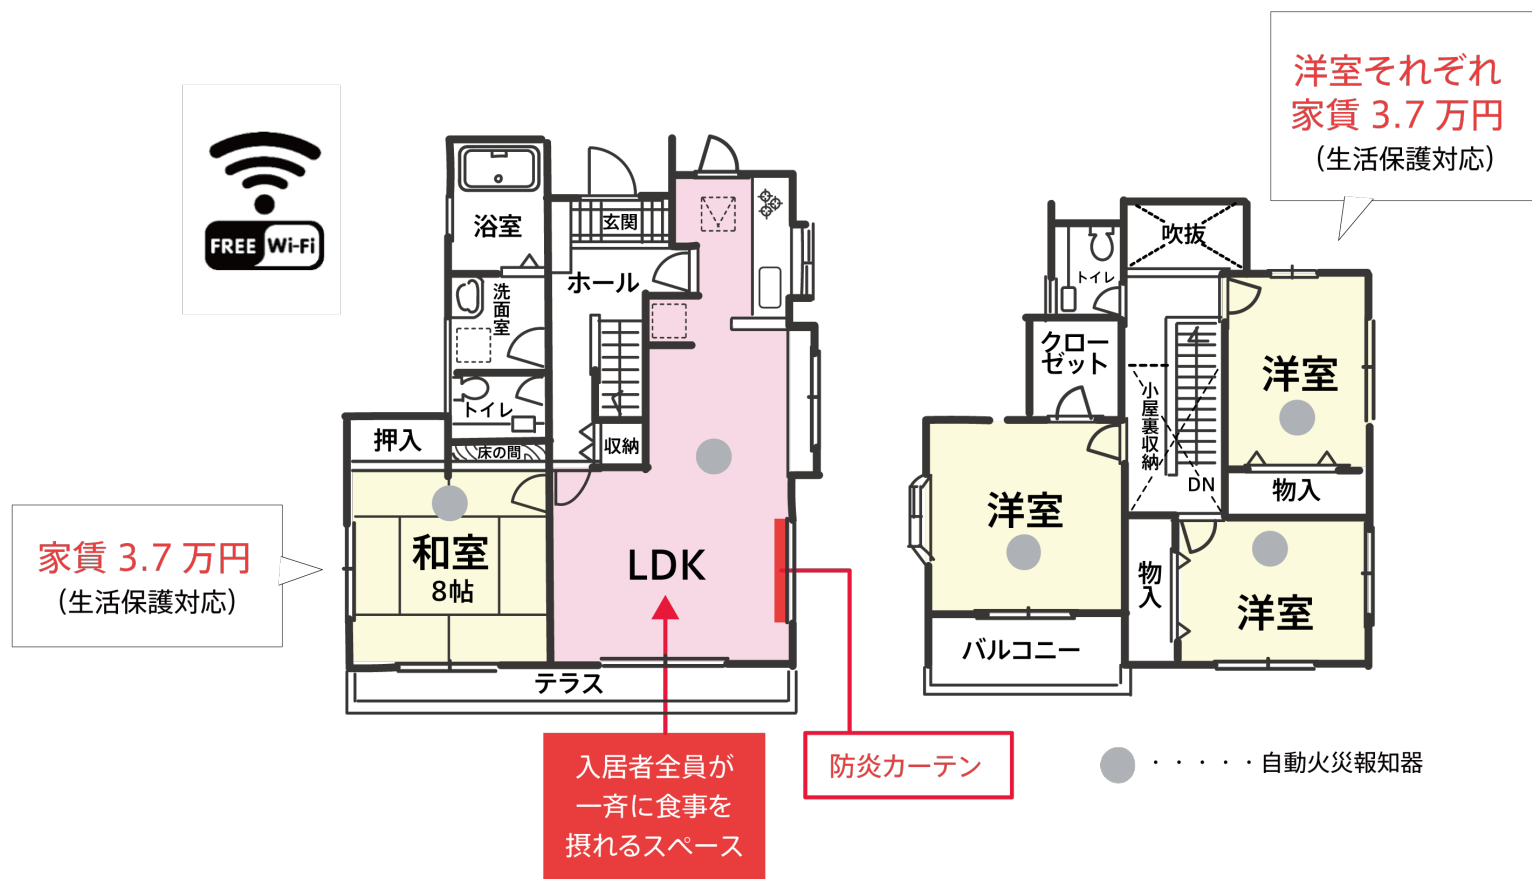 洋室それぞれ
家賃 3.7 万円
(生活保護対応)
FREE Wi-Fi
浴室
玄関
吹抜
ホール
トイレ
洗面室
クローゼット
洋室
トイレ
小屋裏収納
押入
床の間
収納
DN
物入
家賃 3.7 万円
(生活保護対応)
和室
8帖
LDK
洋室
物入
洋室
バルコニー
テラス
入居者全員が
一斉に食事を
摂れるスペース
防炎カーテン
・・・・・自動火災報知器